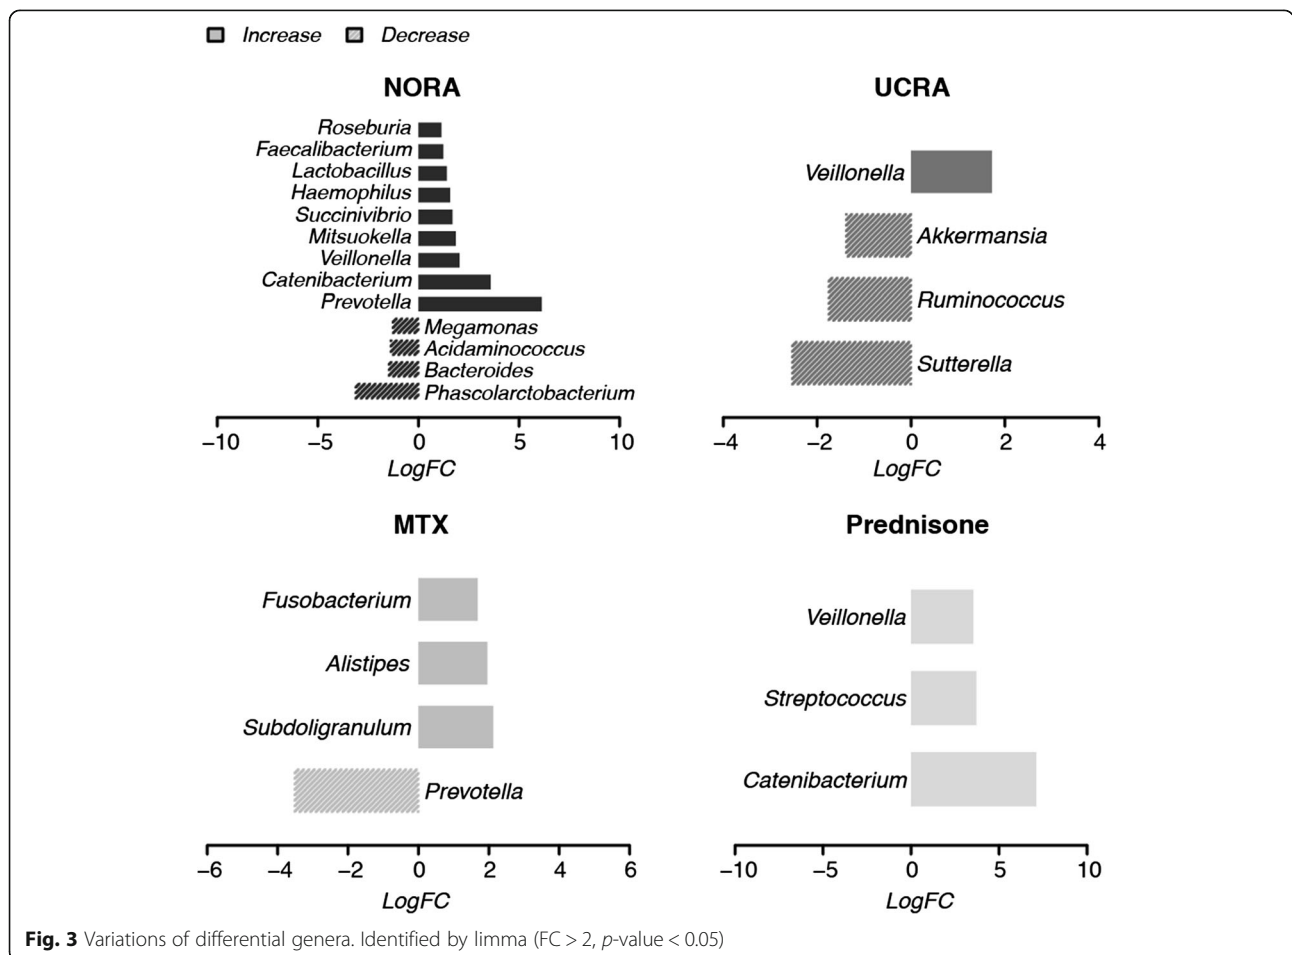 Increase Decrease
NORA
Roseburia
Faecalibacterium
Lactobacillus
Haemophilus
Succinivibrio
Mitsuokella
Veillonella
Catenibacterium
Prevotella
Megamonas
Acidaminococcus
Bacteroides
Phascolarctobacterium
−10 −5 0 5 10
LogFC
UCRA
Veillonella
Akkermansia
Ruminococcus
Sutterella
−4 −2 0 2 4
LogFC
MTX
Fusobacterium
Alistipes
Subdoligranulum
Prevotella
−6 −4 −2 0 2 4 6
LogFC
Prednisone
Veillonella
Streptococcus
Catenibacterium
−10 −5 0 5 10
LogFC
Fig. 3 Variations of differential genera. Identified by limma (FC > 2, p-value < 0.05)